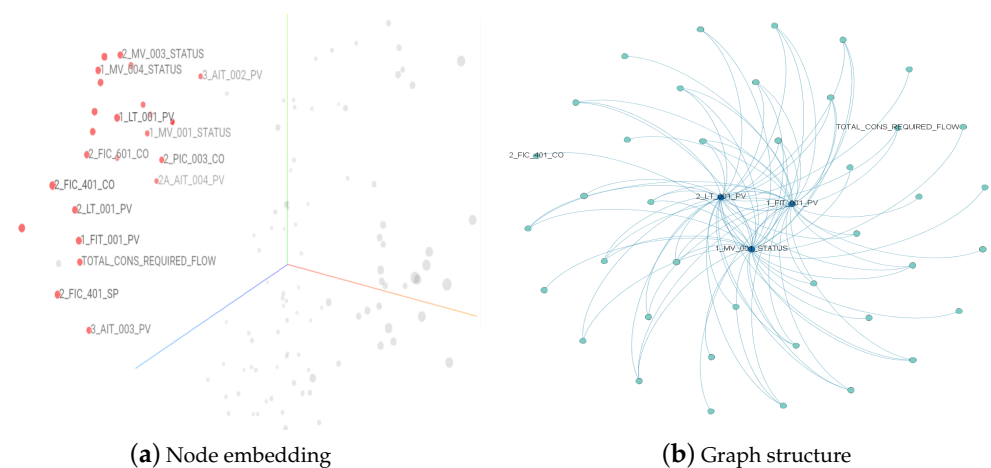 2_MV_003_STATUS
1_MV_004_STATUS
3_AIT_002_PV
1_LT_001_PV
1_MV_001_STATUS
2_FIC_601_CO
2_PIC_003_CO
2A_AIT_004_PV
2_FIC_401_CO
2_LT_001_PV
1_FIT_001_PV
TOTAL_CONS_REQUIRED_FLOW
2_FIC_401_SP
3_AIT_003_PV
(a) Node embedding
TOTAL_CONS_REQUIRED_FLOW
2_FIC_401_CO
2_LT_001_PV
1_FIT_001_PV
1_MV_001_STATUS
(b) Graph structure